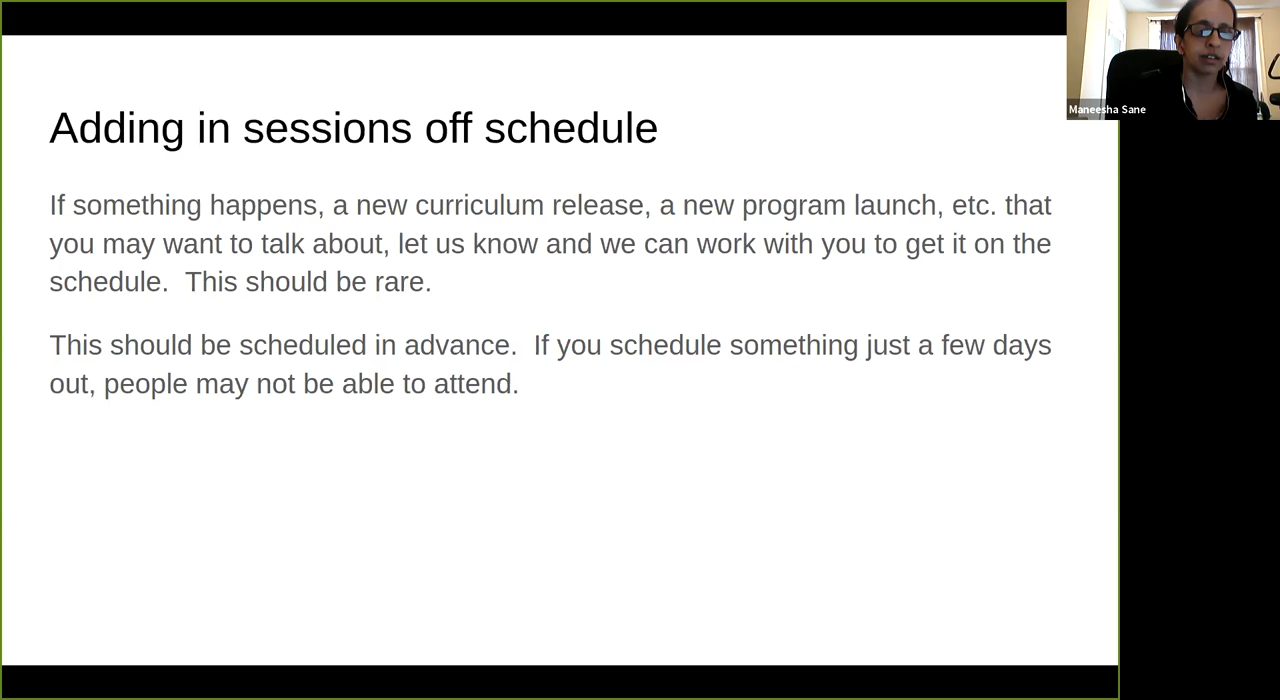 Adding in sessions off schedule
If something happens, a new curriculum release, a new program launch, etc. that
you may want to talk about, let us know and we can work with you to get it on the
schedule.  This should be rare.
This should be scheduled in advance.  If you schedule something just a few days
out, people may not be able to attend.
Maneesha Sane